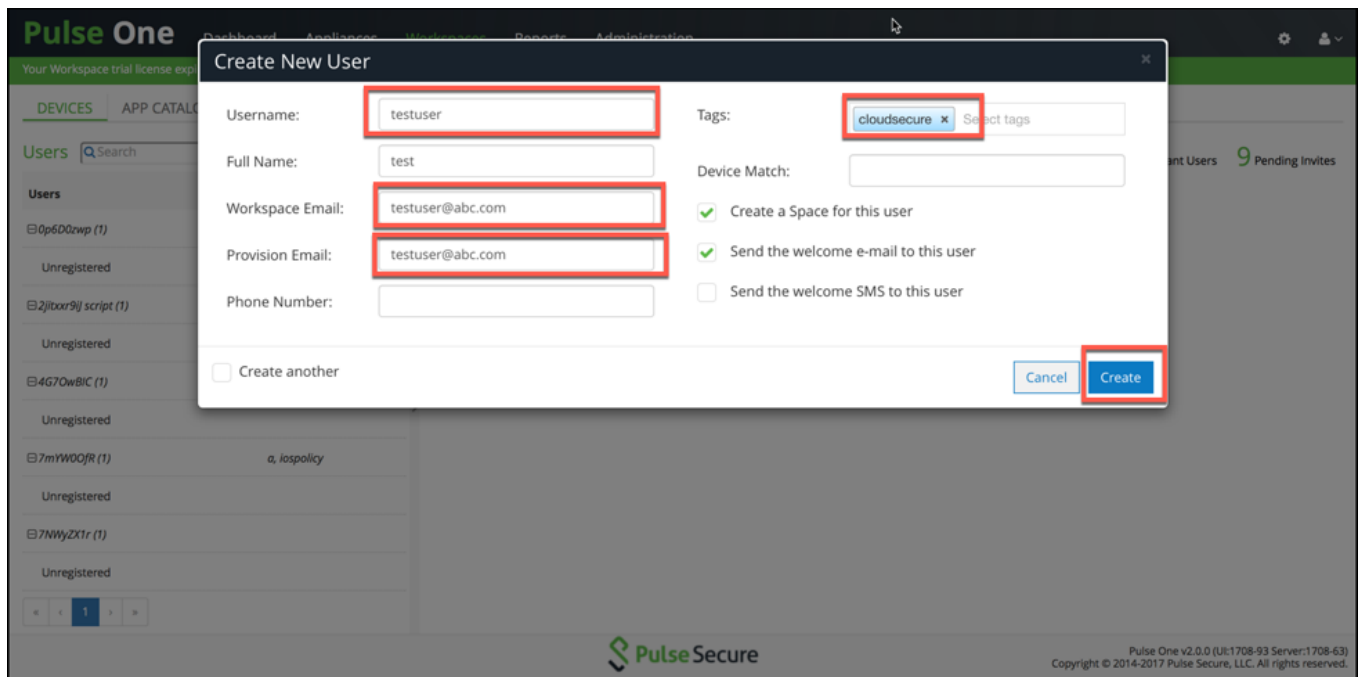 Pulse One Dashboard Appliances Workspaces Reports Administration
Your Workspace trial license expi
Create New User ×
DEVICES APP CATALO
Users Search
Username: testuser
Full Name: test
Workspace Email: testuser@abc.com
Provision Email: testuser@abc.com
Phone Number:
Tags: cloudsecure × Select tags
Device Match:
Create a Space for this user
Send the welcome e-mail to this user
Send the welcome SMS to this user
Create another
Cancel Create
ant Users 9 Pending Invites
Users
0p6D0zwp (1)
Unregistered
Unregistered
4G7OwBIC (1)
Unregistered
7mYW0OfR (1) a, iospolicy
Unregistered
7NWyZX1r (1)
Unregistered
« ‹ 1 › »
Pulse Secure
Pulse One v2.0.0 (UI:1708-93 Server:1708-63)
Copyright © 2014-2017 Pulse Secure, LLC. All rights reserved.